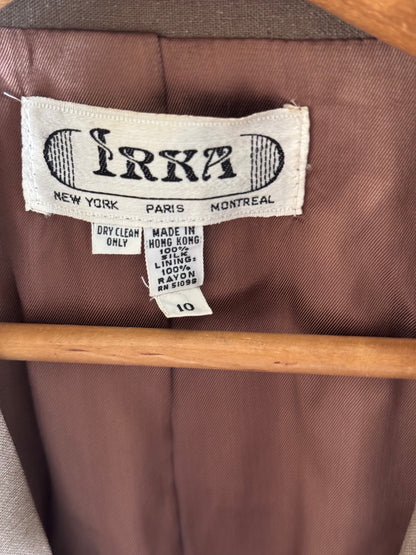 IRKA
NEW YORK PARIS MONTREAL
DRY CLEAN
ONLY
MADE IN
HONG KONG
100%
SILK
LINING:
100%
RAYON
RN 51098
10